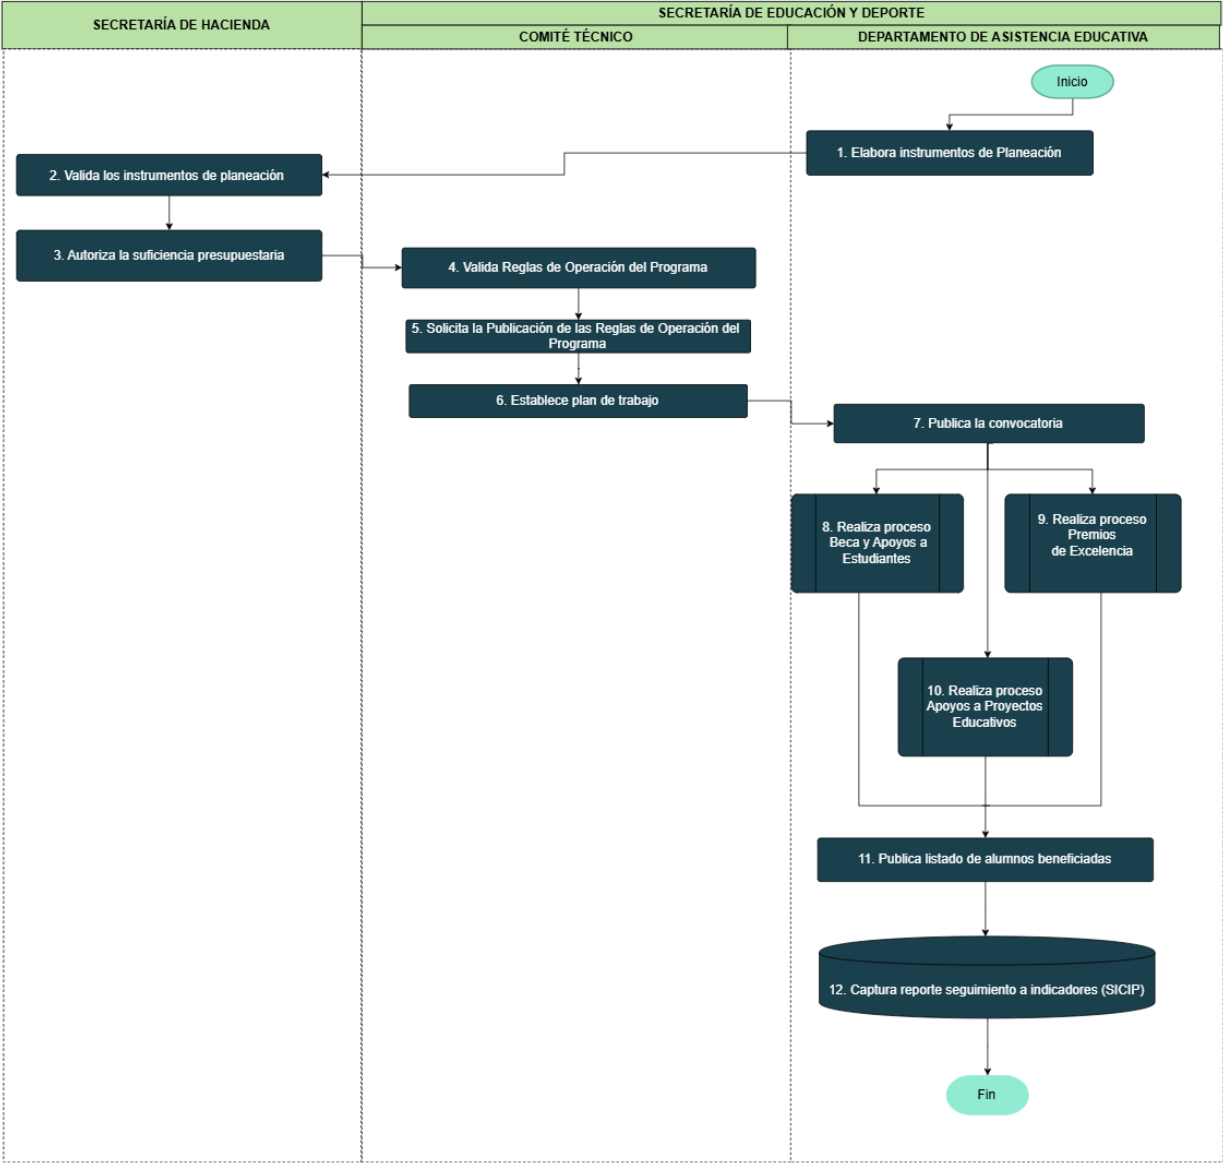 SECRETARÍA DE HACIENDA
SECRETARÍA DE EDUCACIÓN Y DEPORTE
COMITÉ TÉCNICO
DEPARTAMENTO DE ASISTENCIA EDUCATIVA
Inicio
1. Elabora instrumentos de Planeación
2. Valida los instrumentos de planeación
3. Autoriza la suficiencia presupuestaria
4. Valida Reglas de Operación del Programa
5. Solicita la Publicación de las Reglas de Operación del
Programa
6. Establece plan de trabajo
7. Publica la convocatoria
8. Realiza proceso
Beca y Apoyos a
Estudiantes
9. Realiza proceso
Premios
de Excelencia
10. Realiza proceso
Apoyos a Proyectos
Educativos
11. Publica listado de alumnos beneficiadas
12. Captura reporte seguimiento a indicadores (SICIP)
Fin